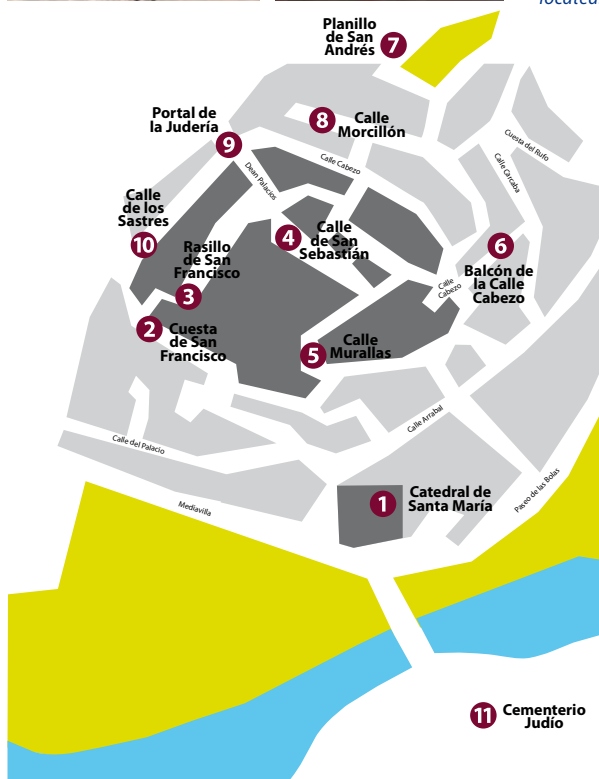 located
Planillo
de San
Andrés
7
8
Calle
Morcillón
Portal de
la Judería
9
Cuesta del Rufo
Calle Cabezo
Calle Carcaba
Dean Palacios
Calle
de los
Sastres
10
Rasillo
de San
Francisco
3
4
Calle
de San
Sebastián
6
Balcón de
la Calle
Cabezo
Calle
Cabezo
2
Cuesta
de San
Francisco
5
Calle
Murallas
Calle Arrabal
Calle del Palacio
Mediavilla
1
Catedral de
Santa María
Paseo de las Bolas
11
Cementerio
Judío